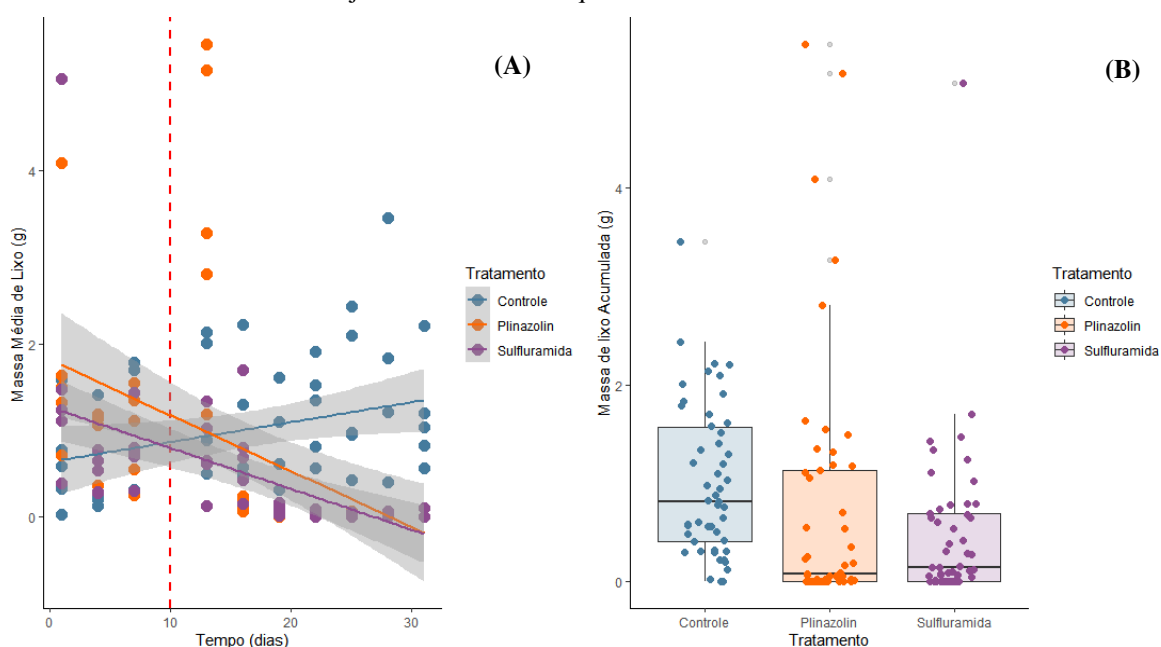 (A)
Massa Média de Lixo (g)
4
2
0
0
10
20
30
Tempo (dias)
Tratamento
Controle
Plinazolin
Sulfluramida
(B)
Massa de lixo Acumulada (g)
4
2
0
Controle
Plinazolin
Sulfluramida
Tratamento
Tratamento
Controle
Plinazolin
Sulfluramida